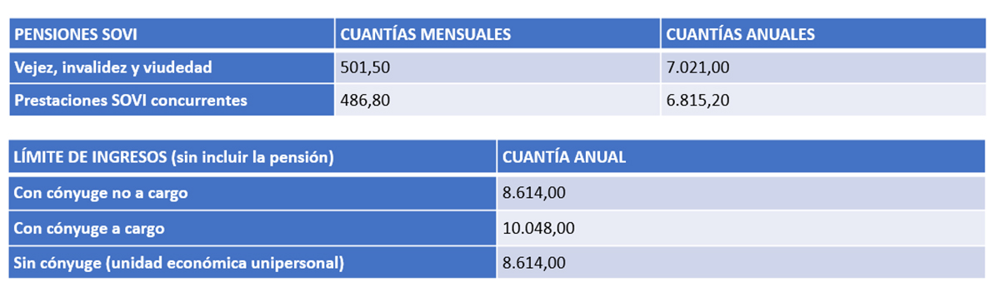 PENSIONES SOVI CUANTÍAS MENSUALES CUANTÍAS ANUALES
Vejez, invalidez y viudedad 501,50 7.021,00
Prestaciones SOVI concurrentes 486,80 6.815,20
LÍMITE DE INGRESOS (sin incluir la pensión) CUANTÍA ANUAL
Con cónyuge no a cargo 8.614,00
Con cónyuge a cargo 10.048,00
Sin cónyuge (unidad económica unipersonal) 8.614,00